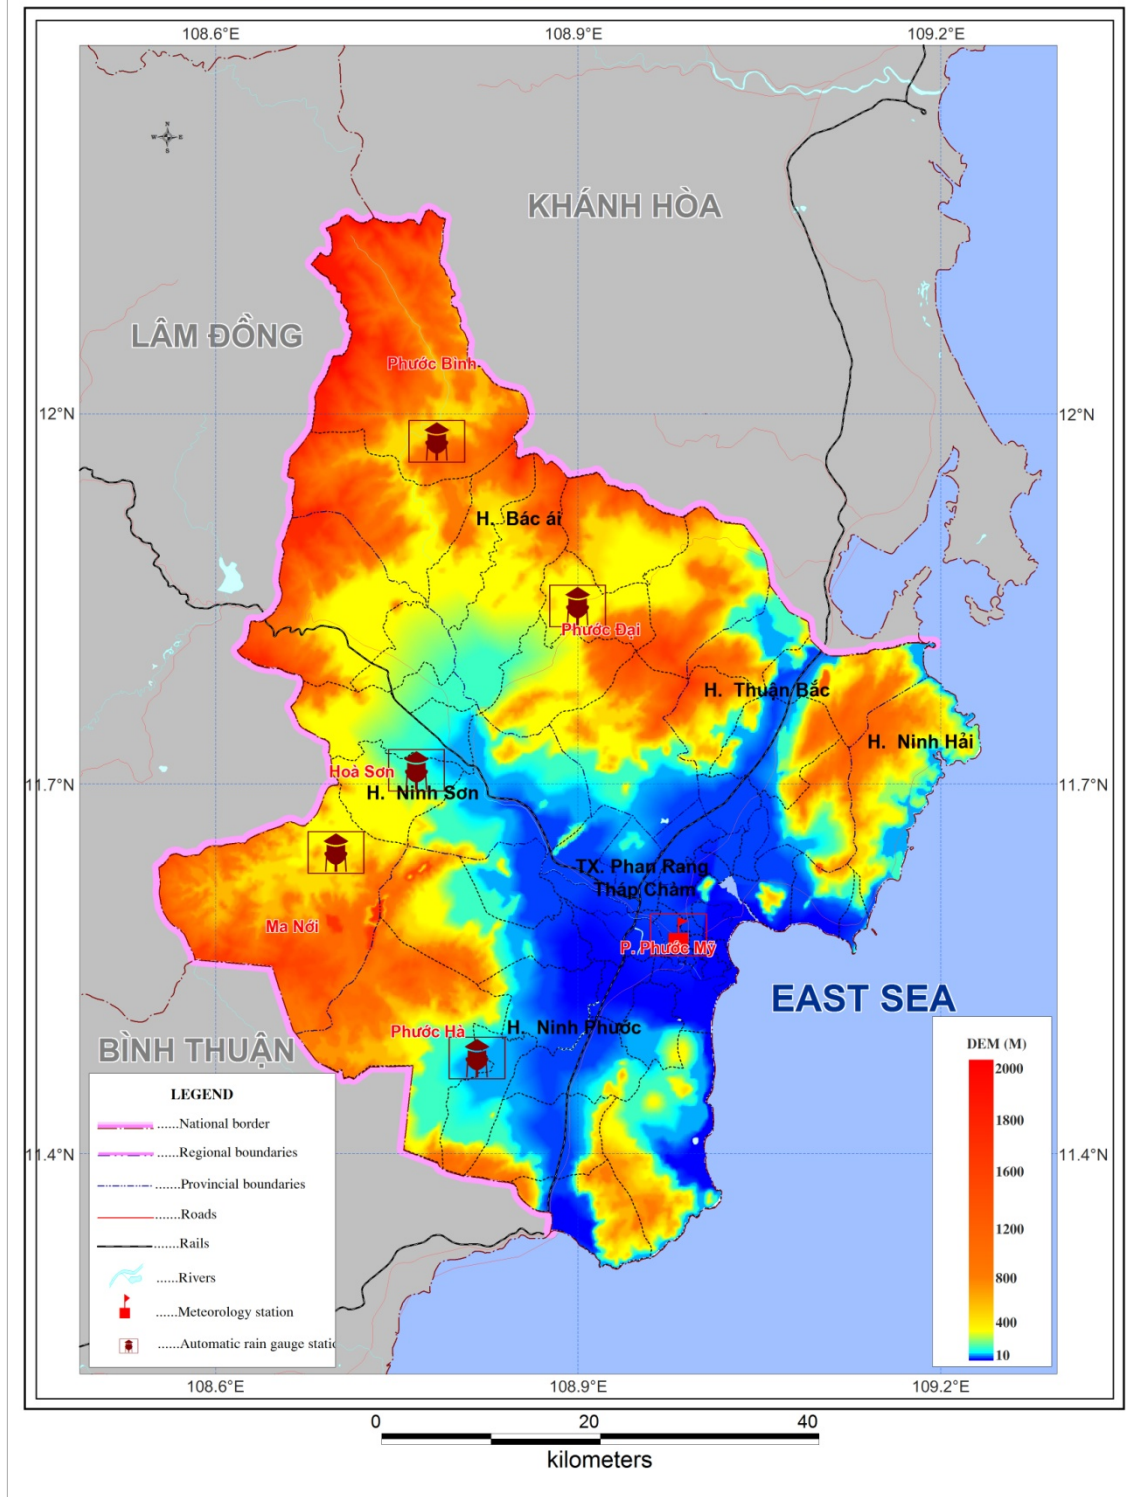 108.6°E 108.9°E 109.2°E
N
W E
S
KHÁNH HÒA
LÂM ĐỒNG
Phước Bình
12°N 12°N
H. Bác ái
Phước Đại
H. Thuận Bắc
H. Ninh Hải
Hoà Sơn
11.7°N 11.7°N
H. Ninh Sơn
TX. Phan Rang
Tháp Chàm
Ma Nới
P. Phước Mỹ
EAST SEA
Phước Hà
H. Ninh Phước
BÌNH THUẬN
DEM (M)
2000
1800
1600
1200
800
400
10
LEGEND
......National border
......Regional boundaries
......Provincial boundaries
......Roads
......Rails
......Rivers
......Meteorology station
......Automatic rain gauge static
11.4°N 11.4°N
108.6°E 108.9°E 109.2°E
0 20 40
kilometers